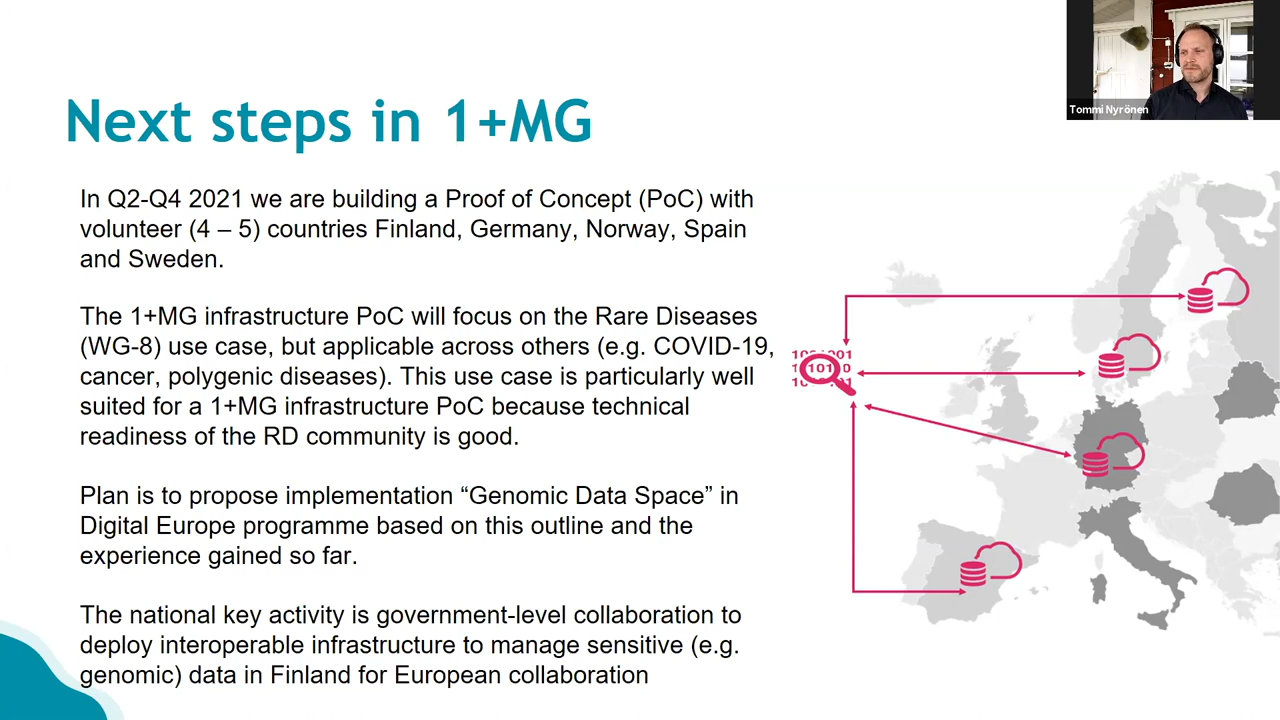 Tommi Nyrönen
Next steps in 1+MG
In Q2-Q4 2021 we are building a Proof of Concept (PoC) with
volunteer (4 – 5) countries Finland, Germany, Norway, Spain
and Sweden.
The 1+MG infrastructure PoC will focus on the Rare Diseases
(WG-8) use case, but applicable across others (e.g. COVID-19,
cancer, polygenic diseases). This use case is particularly well
suited for a 1+MG infrastructure PoC because technical
readiness of the RD community is good.
Plan is to propose implementation “Genomic Data Space” in
Digital Europe programme based on this outline and the
experience gained so far.
The national key activity is government-level collaboration to
deploy interoperable infrastructure to manage sensitive (e.g.
genomic) data in Finland for European collaboration